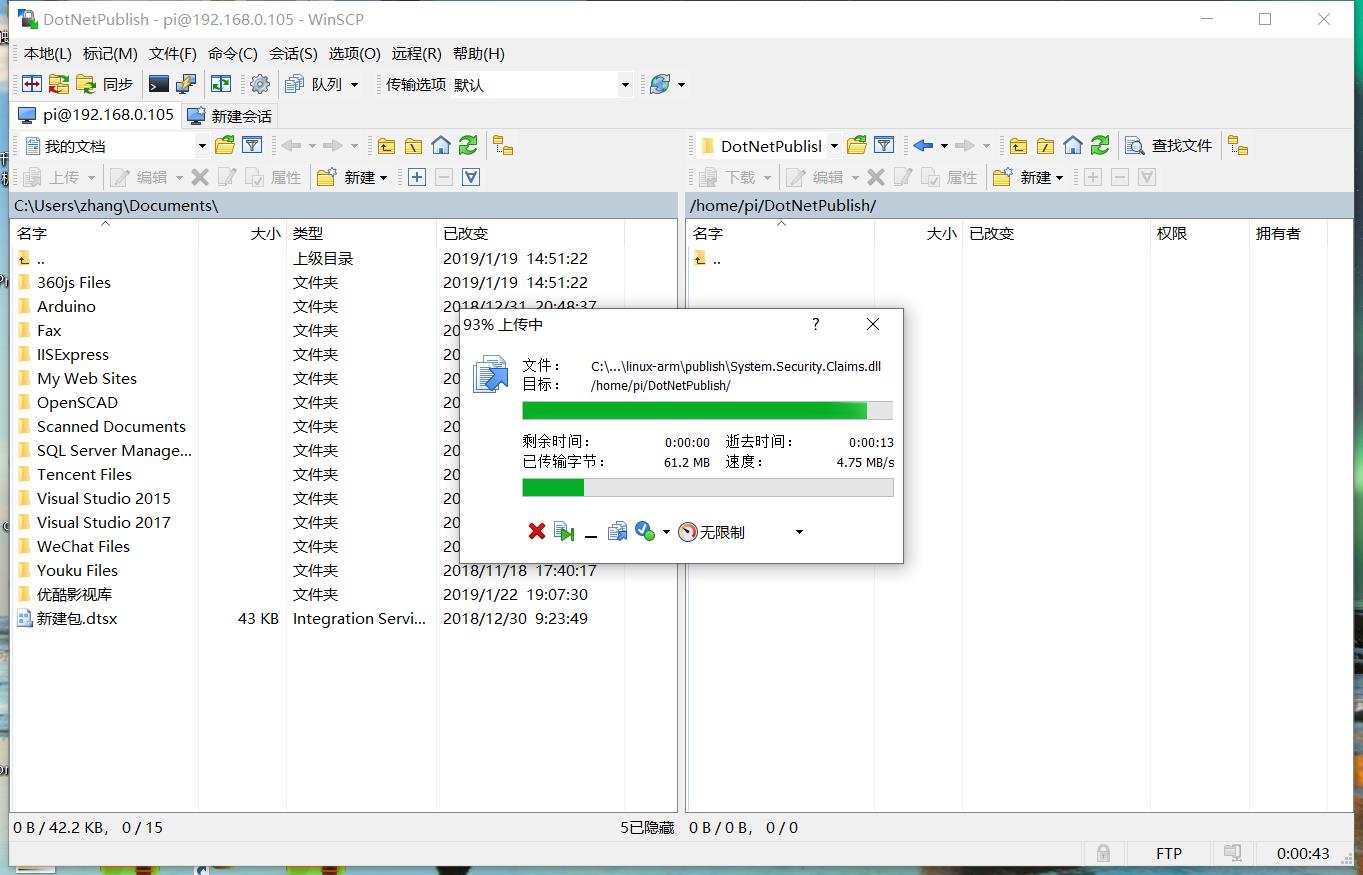 DotNetPublish - pi@192.168.0.105 - WinSCP
本地(L) 标记(M) 文件(F) 命令(C) 会话(S) 选项(O) 远程(R) 帮助(H)
同步 队列 传输选项 默认
pi@192.168.0.105 新建会话
我的文档
上传 编辑 属性 新建
C:\Users\zhang\Documents\
名字 大小 类型 已改变
.. 上级目录 2019/1/19 14:51:22
360js Files 文件夹 2019/1/19 14:51:22
Arduino 文件夹 2018/12/31 20:48:37
Fax 文件夹 20
IISExpress 文件夹 20
My Web Sites 文件夹 20
OpenSCAD 文件夹 20
Scanned Documents 文件夹 20
SQL Server Manage... 文件夹 20
Tencent Files 文件夹 20
Visual Studio 2015 文件夹 20
Visual Studio 2017 文件夹 20
WeChat Files 文件夹 20
Youku Files 文件夹 2018/11/18 17:40:17
优酷影视库 文件夹 2019/1/22 19:07:30
新建包.dtsx 43 KB Integration Servi... 2018/12/30 9:23:49
0 B / 42.2 KB， 0 / 15 5已隐藏
DotNetPublisl
查找文件
下载 编辑 属性 新建
/home/pi/DotNetPublish/
名字 大小 已改变 权限 拥有者
..
0 B / 0 B， 0 / 0
93% 上传中 ?
文件： C:\...\linux-arm\publish\System.Security.Claims.dll
目标： /home/pi/DotNetPublish/
剩余时间： 0:00:00 逝去时间： 0:00:13
已传输字节： 61.2 MB 速度： 4.75 MB/s
无限制
FTP 0:00:43